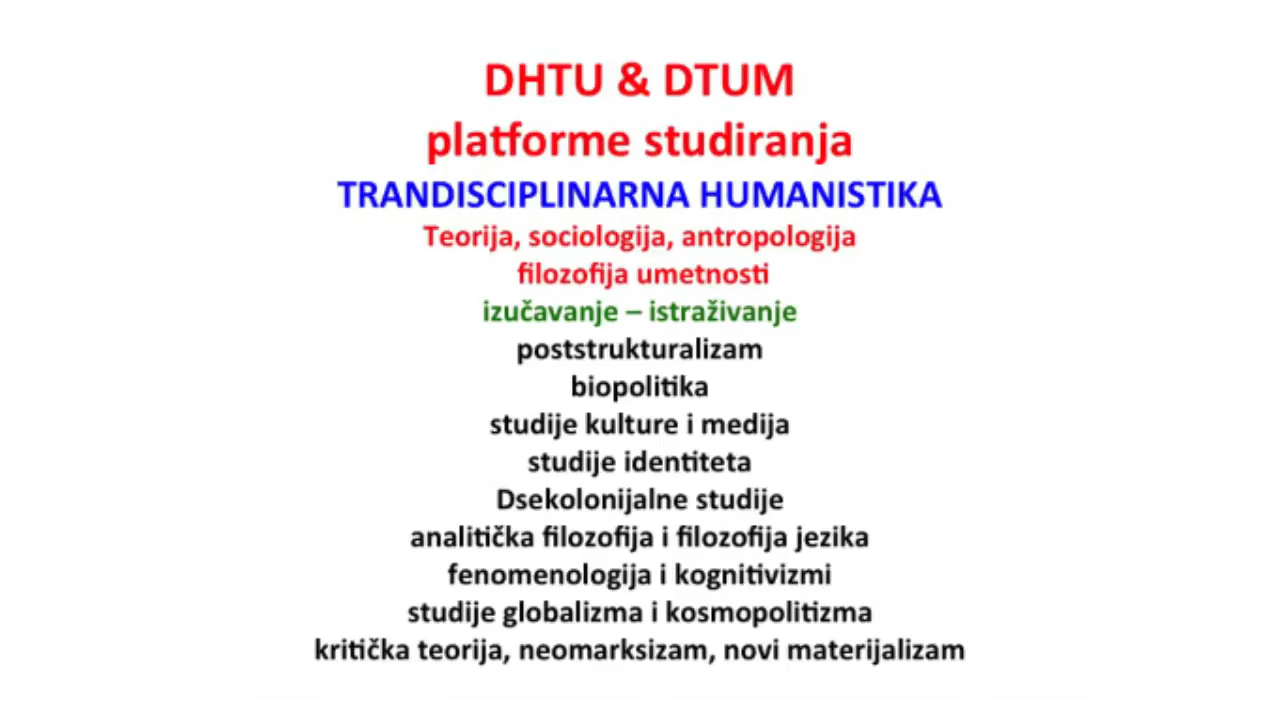 DHTU & DTUM
platforme studiranja
TRANDISCIPLINARNA HUMANISTIKA
Teorija, sociologija, antropologija
filozofija umetnosti
izučavanje – istraživanje
poststrukturalizam
biopolitika
studije kulture i medija
studije identiteta
Dsekolonijalne studije
analitička filozofija i filozofija jezika
fenomenologija i kognitivizmi
studije globalizma i kosmopolitizma
kritička teorija, neomarksizam, novi materijalizam